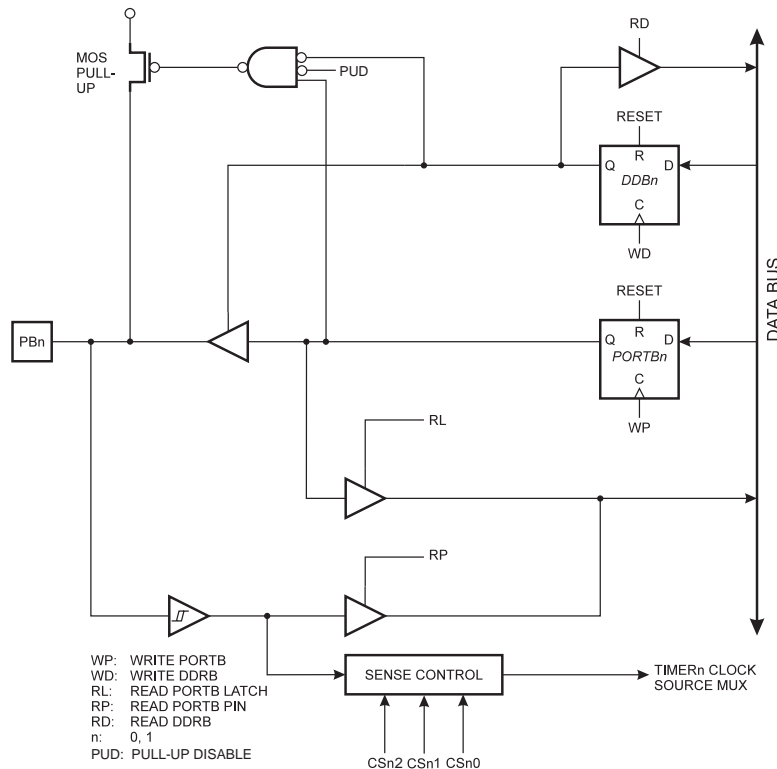 RD
MOS
PULL-
UP
PUD
RESET
R
Q
D
DDBn
C
WD
DATA BUS
RESET
R
PBn
Q
D
PORTBn
C
WP
RL
RP
WP: WRITE PORTB
WD: WRITE DDRB
RL: READ PORTB LATCH
RP: READ PORTB PIN
RD: READ DDRB
n: 0, 1
PUD: PULL-UP DISABLE
SENSE CONTROL
TIMERn CLOCK
SOURCE MUX
CSn2 CSn1 CSn0